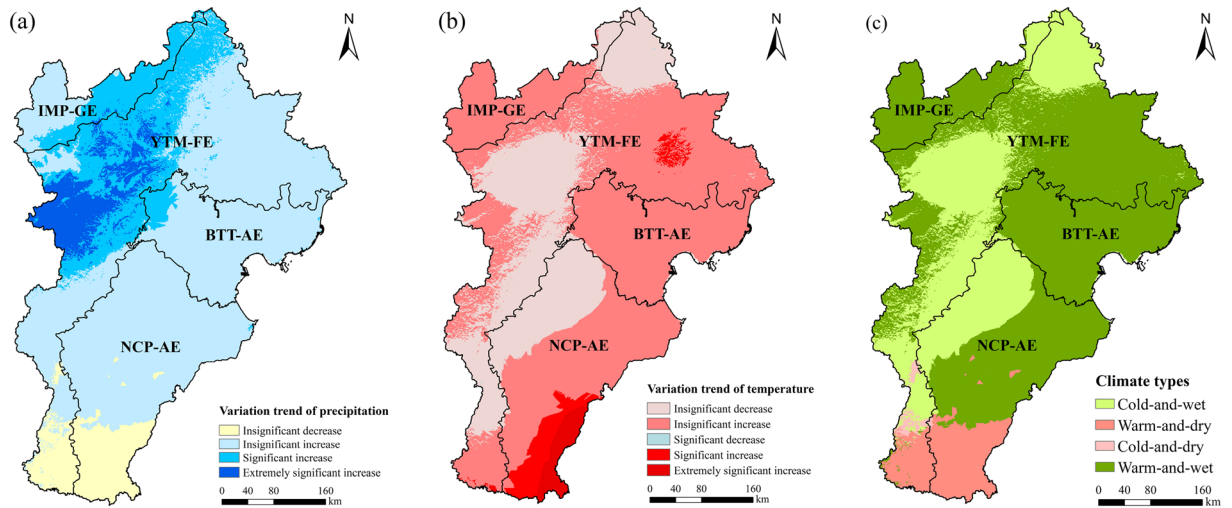 (a)
N
IMP-GE
YTM-FE
BTT-AE
NCP-AE
Variation trend of precipitation
Insignificant decrease
Insignificant increase
Significant increase
Extremely significant increase
0 40 80 160
km
(b)
N
IMP-GE
YTM-FE
BTT-AE
NCP-AE
Variation trend of temperature
Insignificant decrease
Insignificant increase
Significant decrease
Significant increase
Extremely significant increase
0 40 80 160
km
(c)
N
IMP-GE
YTM-FE
BTT-AE
NCP-AE
Climate types
Cold-and-wet
Warm-and-dry
Cold-and-dry
Warm-and-wet
0 40 80 160
km